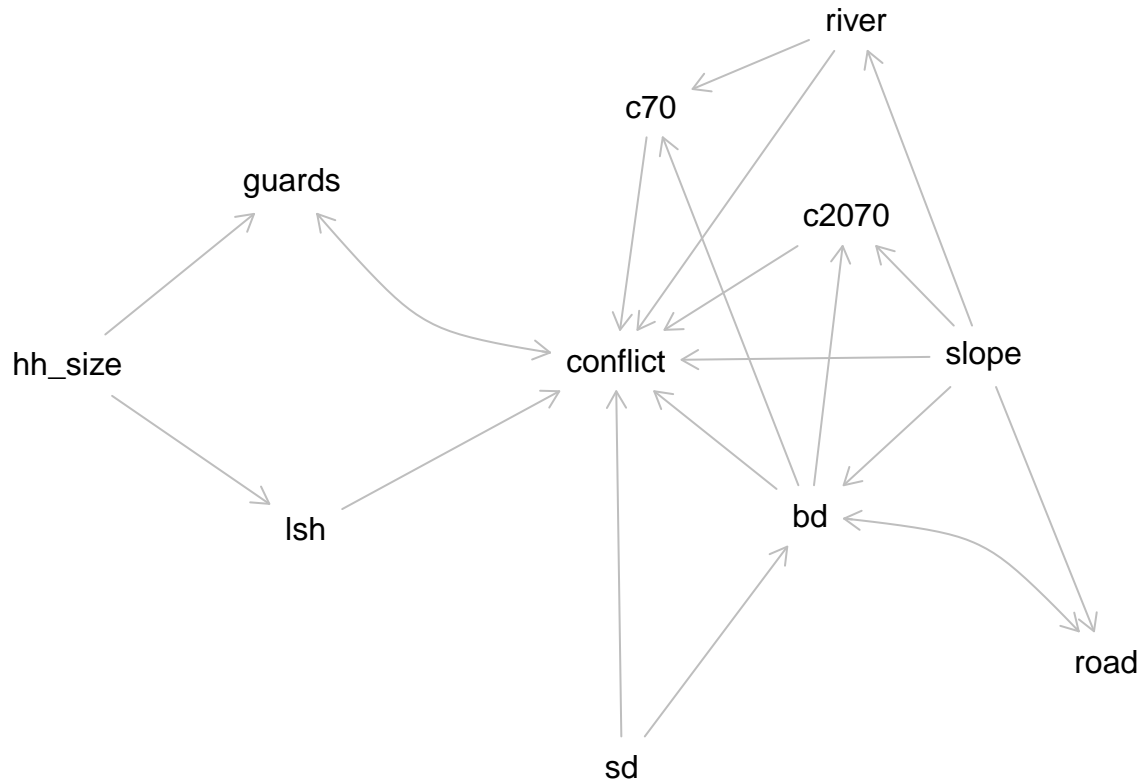 river
c70
guards
c2070
hh_size
conflict
slope
lsh
bd
road
sd